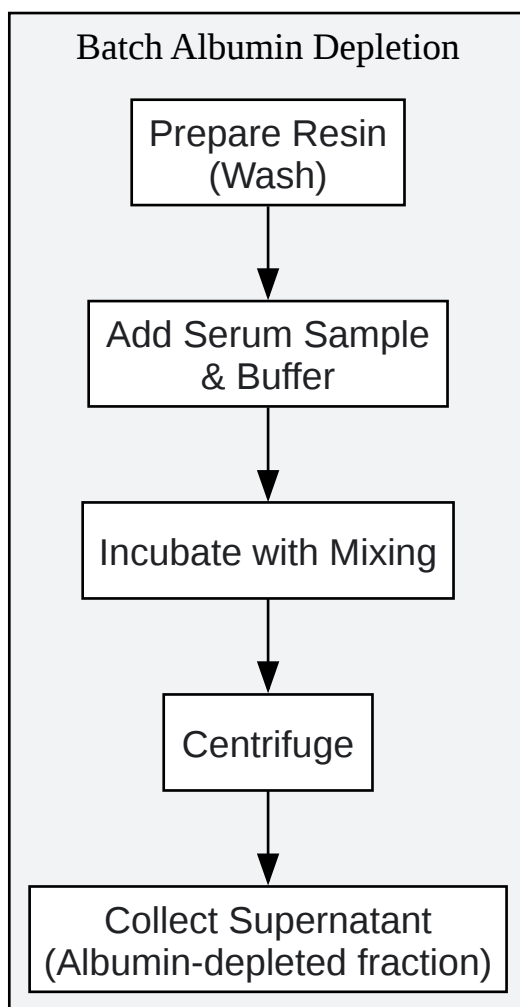 Batch Albumin Depletion
Prepare Resin
(Wash)
Add Serum Sample
& Buffer
Incubate with Mixing
Centrifuge
Collect Supernatant
(Albumin-depleted fraction)